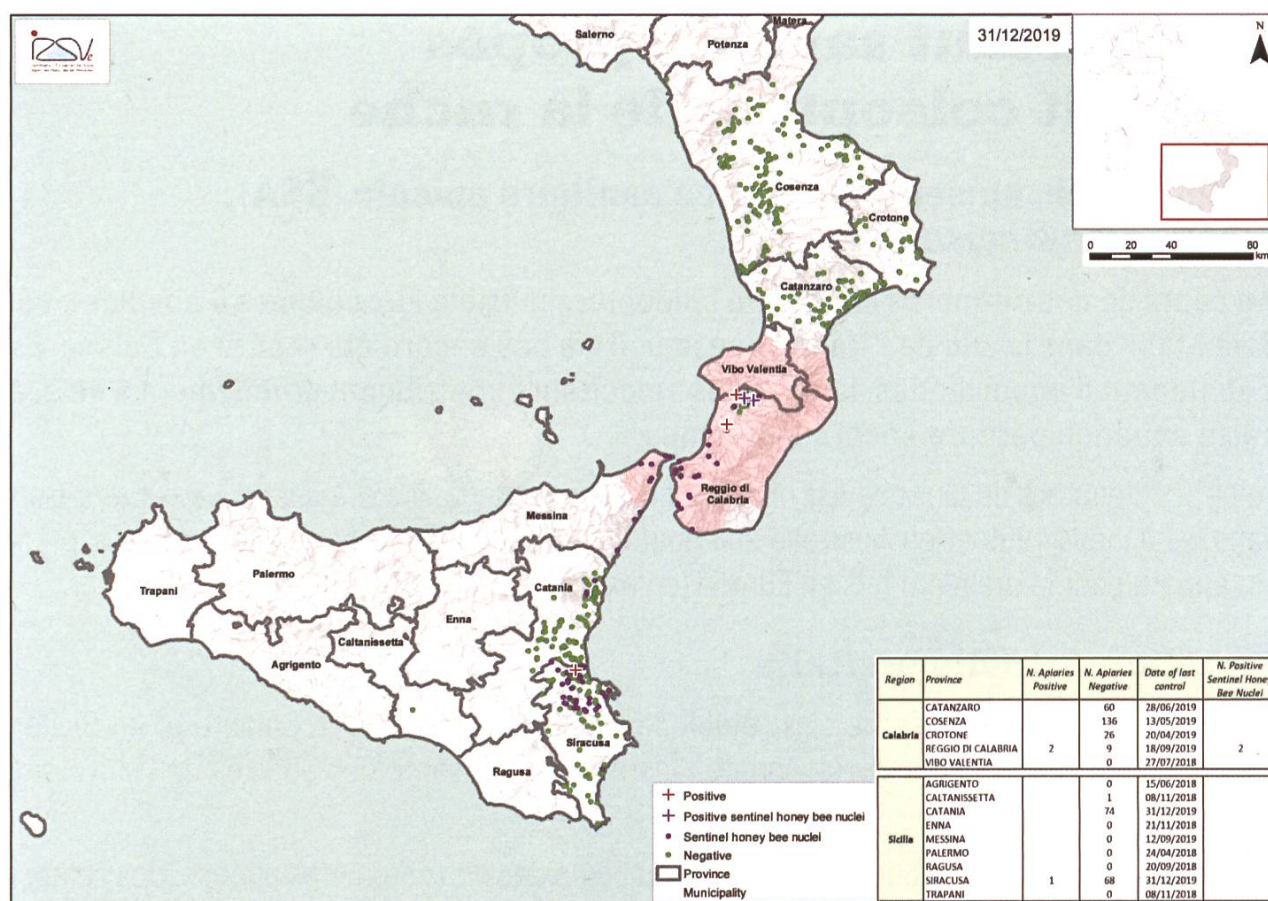 31/12/2019
N
Salerno
Potenza
Matera
Cosenza
Crotone
Catanzaro
0 20 40 80
km
Vibo Valentia
Reggio di
Calabria
Messina
Palermo
Trapani
Catania
Enna
Caltanissetta
Agrigento
Siracusa
Ragusa
Positive
Positive sentinel honey bee nuclei
Sentinel honey bee nuclei
Negative
Province
Municipality
Region Province N. Apiaries Positive N. Apiaries Negative Date of last control N. Positive Sentinel Honey Bee Nuclei
Calabria
CATANZARO 60 28/06/2019
COSENZA 136 13/05/2019
CROTONE 26 20/04/2019
REGGIO DI CALABRIA 2 9 18/09/2019 2
VIBO VALENTIA 0 27/07/2018
Sicilia
AGRIGENTO 0 15/06/2018
CALTANISSETTA 1 08/11/2018
CATANIA 74 31/12/2019
ENNA 0 21/11/2018
MESSINA 0 12/09/2019
PALERMO 0 24/04/2018
RAGUSA 0 20/09/2018
SIRACUSA 1 68 31/12/2019
TRAPANI 0 08/11/2018